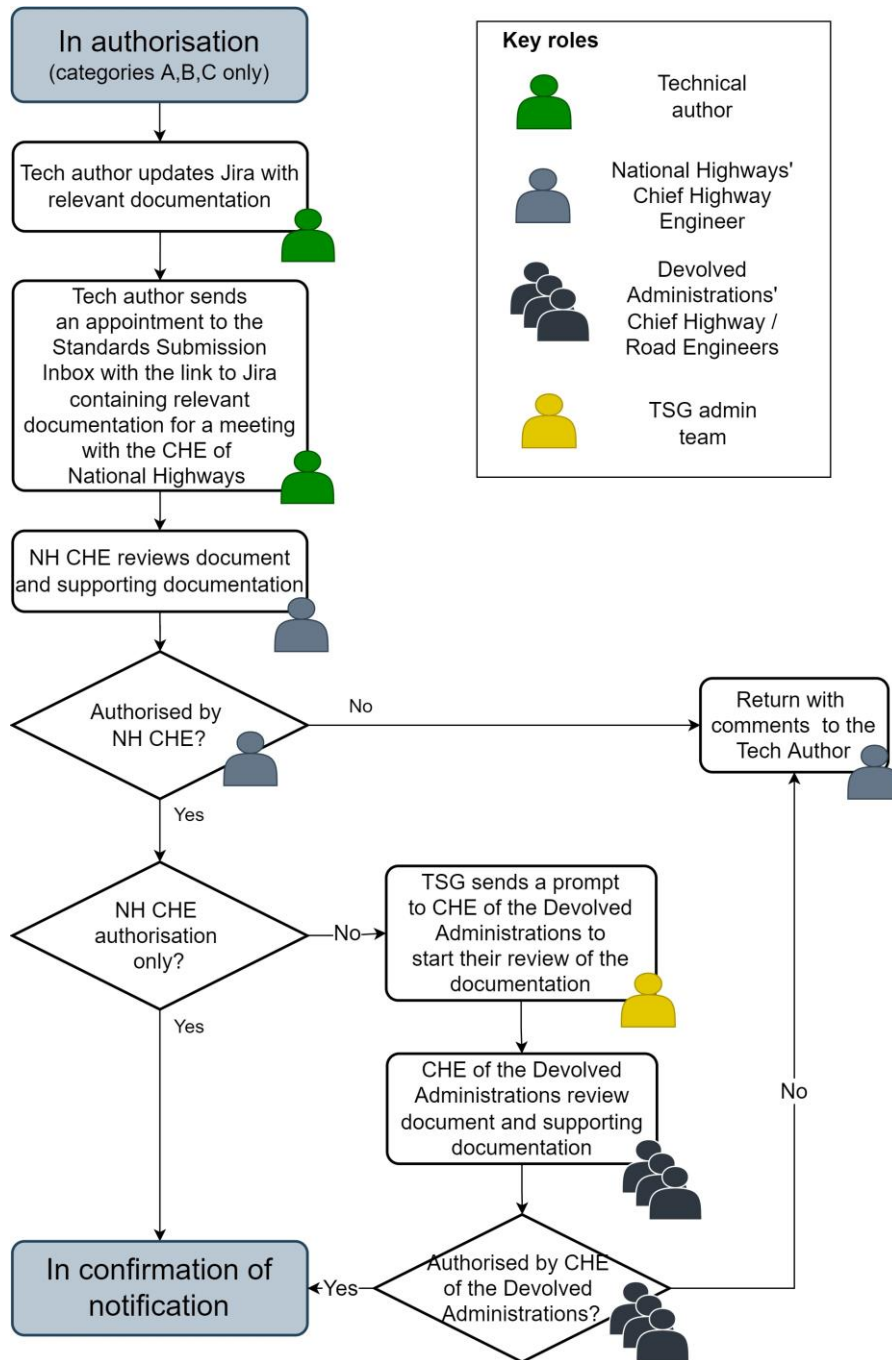 In authorisation
(categories A,B,C only)
Key roles
Technical
author
National Highways'
Chief Highway
Engineer
Devolved
Administrations'
Chief Highway /
Road Engineers
TSG admin
team
Tech author updates Jira with
relevant documentation
Tech author sends
an appointment to the
Standards Submission
Inbox with the link to Jira
containing relevant
documentation for a meeting
with the CHE of
National Highways
NH CHE reviews document
and supporting documentation
Authorised by
NH CHE?
No
Return with
comments to the
Tech Author
Yes
NH CHE
authorisation
only?
No
TSG sends a prompt
to CHE of the Devolved
Administrations to
start their review of the
documentation
Yes
CHE of the Devolved
Administrations review
document and supporting
documentation
No
Authorised by CHE
of the Devolved
Administrations?
Yes
In confirmation of
notification